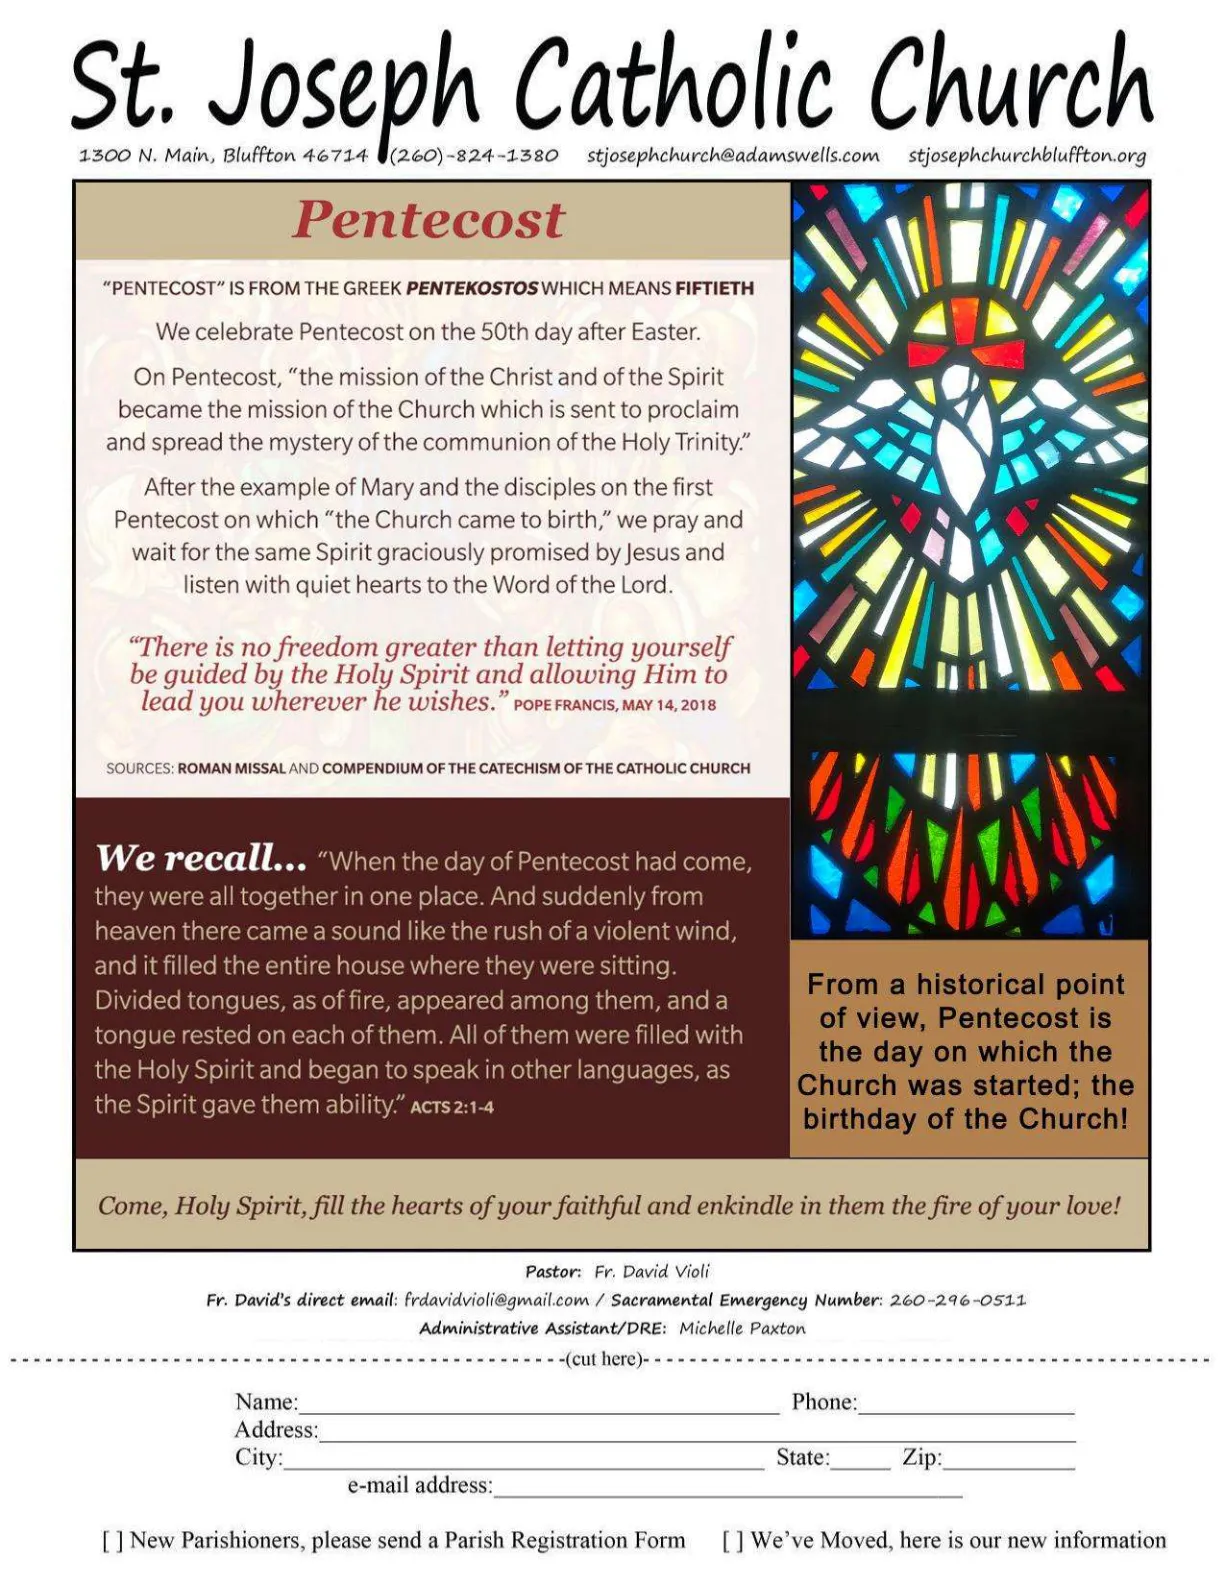 St. Joseph Catholic Church
1300 N. Main, Bluffton 46714 (260)-824-1380 stjosephchurch@adamswells.com stjosephchurchbluffton.org
Pentecost
“PENTECOST” IS FROM THE GREEK PENTEKOSTOS WHICH MEANS FIFTIETH
We celebrate Pentecost on the 50th day after Easter.
On Pentecost, “the mission of the Christ and of the Spirit
became the mission of the Church which is sent to proclaim
and spread the mystery of the communion of the Holy Trinity.”
After the example of Mary and the disciples on the first
Pentecost on which “the Church came to birth,” we pray and
wait for the same Spirit graciously promised by Jesus and
listen with quiet hearts to the Word of the Lord.
“There is no freedom greater than letting yourself
be guided by the Holy Spirit and allowing Him to
lead you wherever he wishes.” POPE FRANCIS, MAY 14, 2018
SOURCES: ROMAN MISSAL AND COMPENDIUM OF THE CATECHISM OF THE CATHOLIC CHURCH
We recall... “When the day of Pentecost had come,
they were all together in one place. And suddenly from
heaven there came a sound like the rush of a violent wind,
and it filled the entire house where they were sitting.
Divided tongues, as of fire, appeared among them, and a
tongue rested on each of them. All of them were filled with
the Holy Spirit and began to speak in other languages, as
the Spirit gave them ability.” ACTS 2:1-4
From a historical point
of view, Pentecost is
the day on which the
Church was started; the
birthday of the Church!
Come, Holy Spirit, fill the hearts of your faithful and enkindle in them the fire of your love!
Pastor: Fr. David Violi
Fr. David's direct email: frdavidvioli@gmail.com / Sacramental Emergency Number: 260-296-0511
Administrative Assistant/DRE: Michelle Paxton
(cut here)
Name: Phone:
Address:
City: State: Zip:
e-mail address:
[ ] New Parishioners, please send a Parish Registration Form [ ] We've Moved, here is our new information